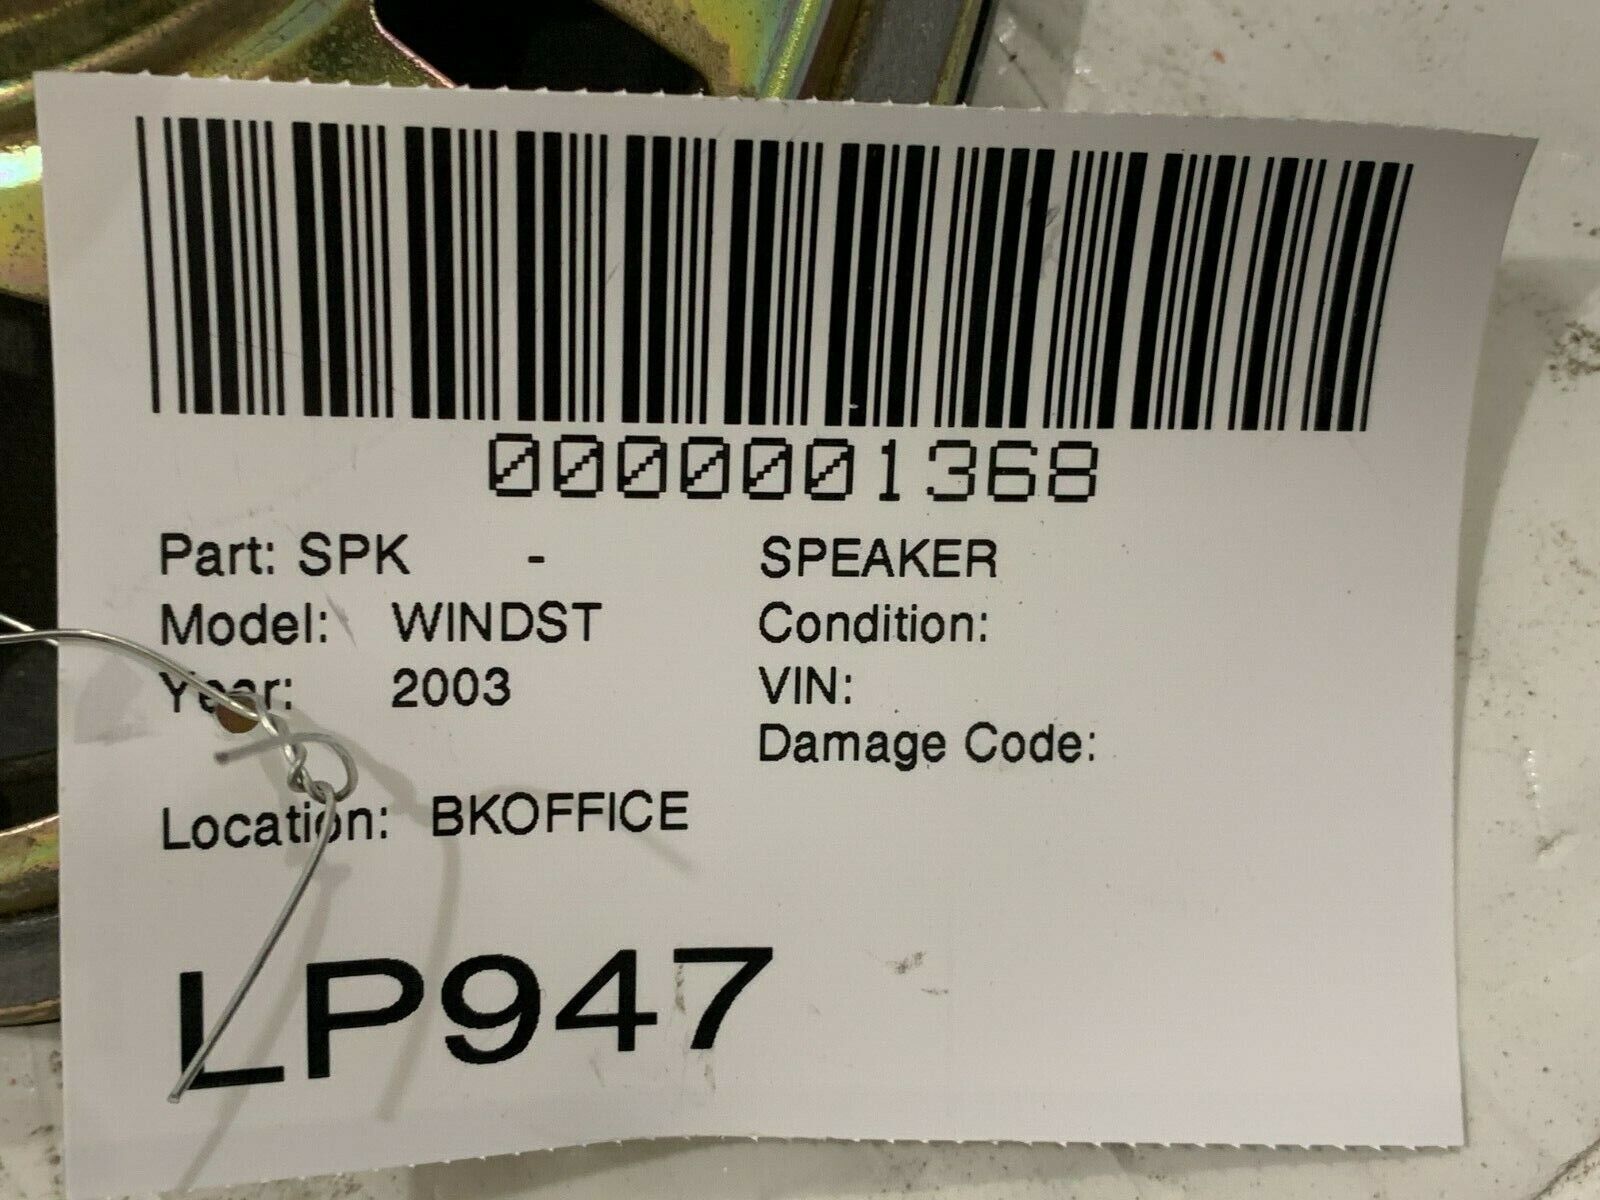 0000001368
Part: SPK - SPEAKER
Model: WINDST Condition:
Year: 2003 VIN:
Damage Code:
Location: BKOFFICE
LP947